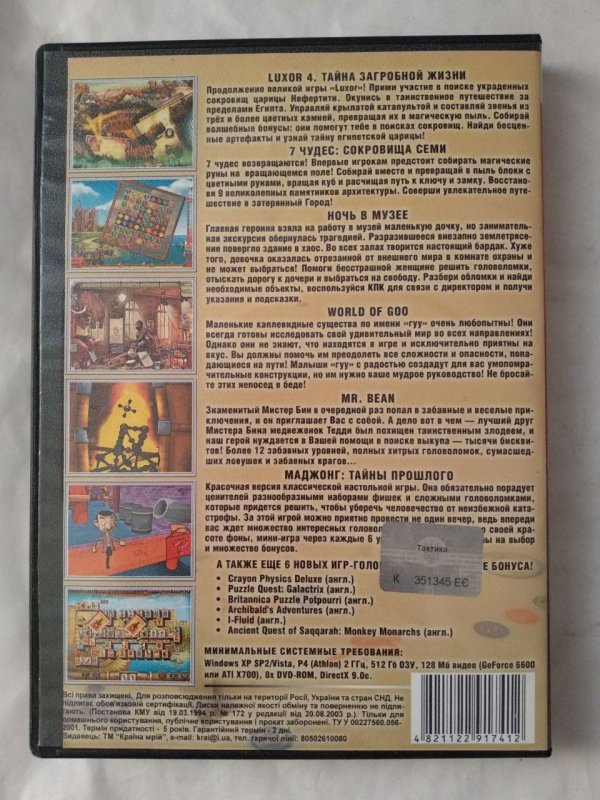 LUXOR 4. ТАЙНА ЗАГРОБНОЙ ЖИЗНИ
Продолжение великой игры «Luxor»! Прими участие в поиске украденных
сокровищ царицы Нефертити. Окунись в таинственное путешествие за
пределами Египта. Управляй крылатой катапультой и составляй звенья из
трёх и более цветных камней, превращая их в магическую пыль. Собирай
волшебные бонусы: они помогут тебе в поисках сокровищ. Найди бесцен-
ные артефакты и узнай тайну египетской царицы!
7 ЧУДЕС: СОКРОВИЩА СЕМИ
7 чудес возвращаются! Впервые игрокам предстоит собирать магические
руны на вращающемся поле! Собирай вместе и превращай в пыль блоки с
цветными рунами, вращая куб и расчищая путь к ключу и замку. Восстано-
ви 9 великолепных памятников архитектуры. Соверши увлекательное путе-
шествие в затерянный Город!
НОЧЬ В МУЗЕЕ
Главная героиня взяла на работу в музей маленькую дочку, но заниматель-
ная экскурсия обернулась трагедией. Разразившееся внезапно землетрясе-
ние повергло здание в хаос. Во всех залах творится настоящий бардак. Хуже
того, девочка оказалась отрезанной от внешнего мира в комнате охраны и
не может выбраться! Помоги бесстрашной женщине решить головоломки,
отыскать дорогу к дочери и выбраться на свободу. Разбери обломки и найди
необходимые объекты, воспользуйся КПК для связи с директором и получи
указания и подсказки.
WORLD OF GOO
Маленькие каплевидные существа по имени «гуу» очень любопытны! Они
всегда готовы исследовать свой удивительный мир во всех направлениях!
Однако они не знают, что находятся в игре и исключительно приятны на
вкус. Вы должны помочь им преодолеть все сложности и опасности, попа-
дающиеся на пути! Малыши «гуу» с радостью создадут для вас умопомра-
чительные конструкции, но им нужно ваше мудрое руководство! Не бросай-
те этих непосед в беде!
MR. BEAN
Знаменитый Мистер Бин в очередной раз попал в забавные и веселые при-
ключения, и он приглашает Вас с собой. А дело вот в чем — лучший друг
Мистера Бина медвежонок Тедди был похищен таинственным злодеем, и
наш герой нуждается в Вашей помощи в поиске выкупа — тысячи бискви-
тов! Более 12 забавных уровней, полных хитрых головоломок, сумасшед-
ших ловушек и забавных врагов...
МАДЖОНГ: ТАЙНЫ ПРОШЛОГО
Красочная версия классической настольной игры. Она обязательно порадует
ценителей разнообразными наборами фишек и сложными головоломками,
которые придется решить, чтобы уберечь человечество от неизбежной ката-
строфы. За этой игрой можно приятно провести не один вечер, ведь впереди
вас ждет множество интересных голово по своей кра-
соте фоны, мини-игра через каждые 6 у ры на выбор
и множество бонусов.
А ТАКЖЕ ЕЩЕ 6 НОВЫХ ИГР-ГОЛО Е БОНУСА!
• Crayon Physics Deluxe (англ.)
• Puzzle Quest: Galactrix (англ.)
• Britannica Puzzle Potpourri (англ.)
• Archibald's Adventures (англ.)
• I-Fluid (англ.)
• Ancient Quest of Saqqarah: Monkey Monarchs (англ.)
Тактика
К 351345 ЕЄ
МИНИМАЛЬНЫЕ СИСТЕМНЫЕ ТРЕБОВАНИЯ:
Windows XP SP2/Vista, P4 (Athlon) 2 ГГц, 512 Гб ОЗУ, 128 Мб видео (GeForce 6600
или ATI X700), 8x DVD-ROM, DirectX 9.0c.
Всі права захищені. Для розповсюдження тільки на території Росії, України та стран СНД. Не
підлягає обов'язковій сертифікації. Диски належної якості обміну та поверненню не підля-
гають. (Постанова КМУ від 19.03.1994 р. № 172 у редакції від 20.08.2003 р.) Тільки для
домашнього користування, публічне користування і прокат заборонені. ТУ У 00227560.056-
2001. Термін придатності - 5 років. Гарантійний термін - 2 дні.
Видавець: ТМ "Країна мрій", e-mail: krai@i.ua, тел. гарячої лінії: 80502610080
4 821122 917412